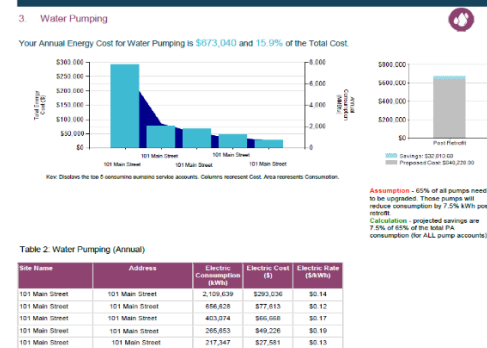 3. Water Pumping
Your Annual Energy Cost for Water Pumping is $673,040 and 15.9% of the Total Cost.
Total Energy Cost ($)
$300,000
$250,000
$200,000
$150,000
$100,000
$50,000
$0
8,000
6,000
4,000
2,000
0
Annual Consumption
101 Main Street
101 Main Street
101 Main Street
101 Main Street
101 Main Street
Key: Displays the top 5 consuming service accounts. Columns represent Cost. Area represents Consumption.
$800,000
$600,000
$400,000
$200,000
$0
Post Retrofit
Savings:
Proposed Cost:
Assumption - 65% of all pumps need
to be upgraded. Those pumps will
reduce consumption by 7.5% kWh pos
retrofit.
Calculation - projected savings are
7.5% of 65% of the total PA
consumption (for ALL pump accounts)
Table 2: Water Pumping (Annual)
Site Name Address Electric Consumption (kWh) Electric Cost ($) Electric Rate ($/kWh)
101 Main Street 101 Main Street 2,109,639 $293,036 $0.14
101 Main Street 101 Main Street 656,828 $77,613 $0.12
101 Main Street 101 Main Street 403,074 $66,668 $0.17
101 Main Street 101 Main Street 265,653 $49,226 $0.19
101 Main Street 101 Main Street 217,347 $27,581 $0.13